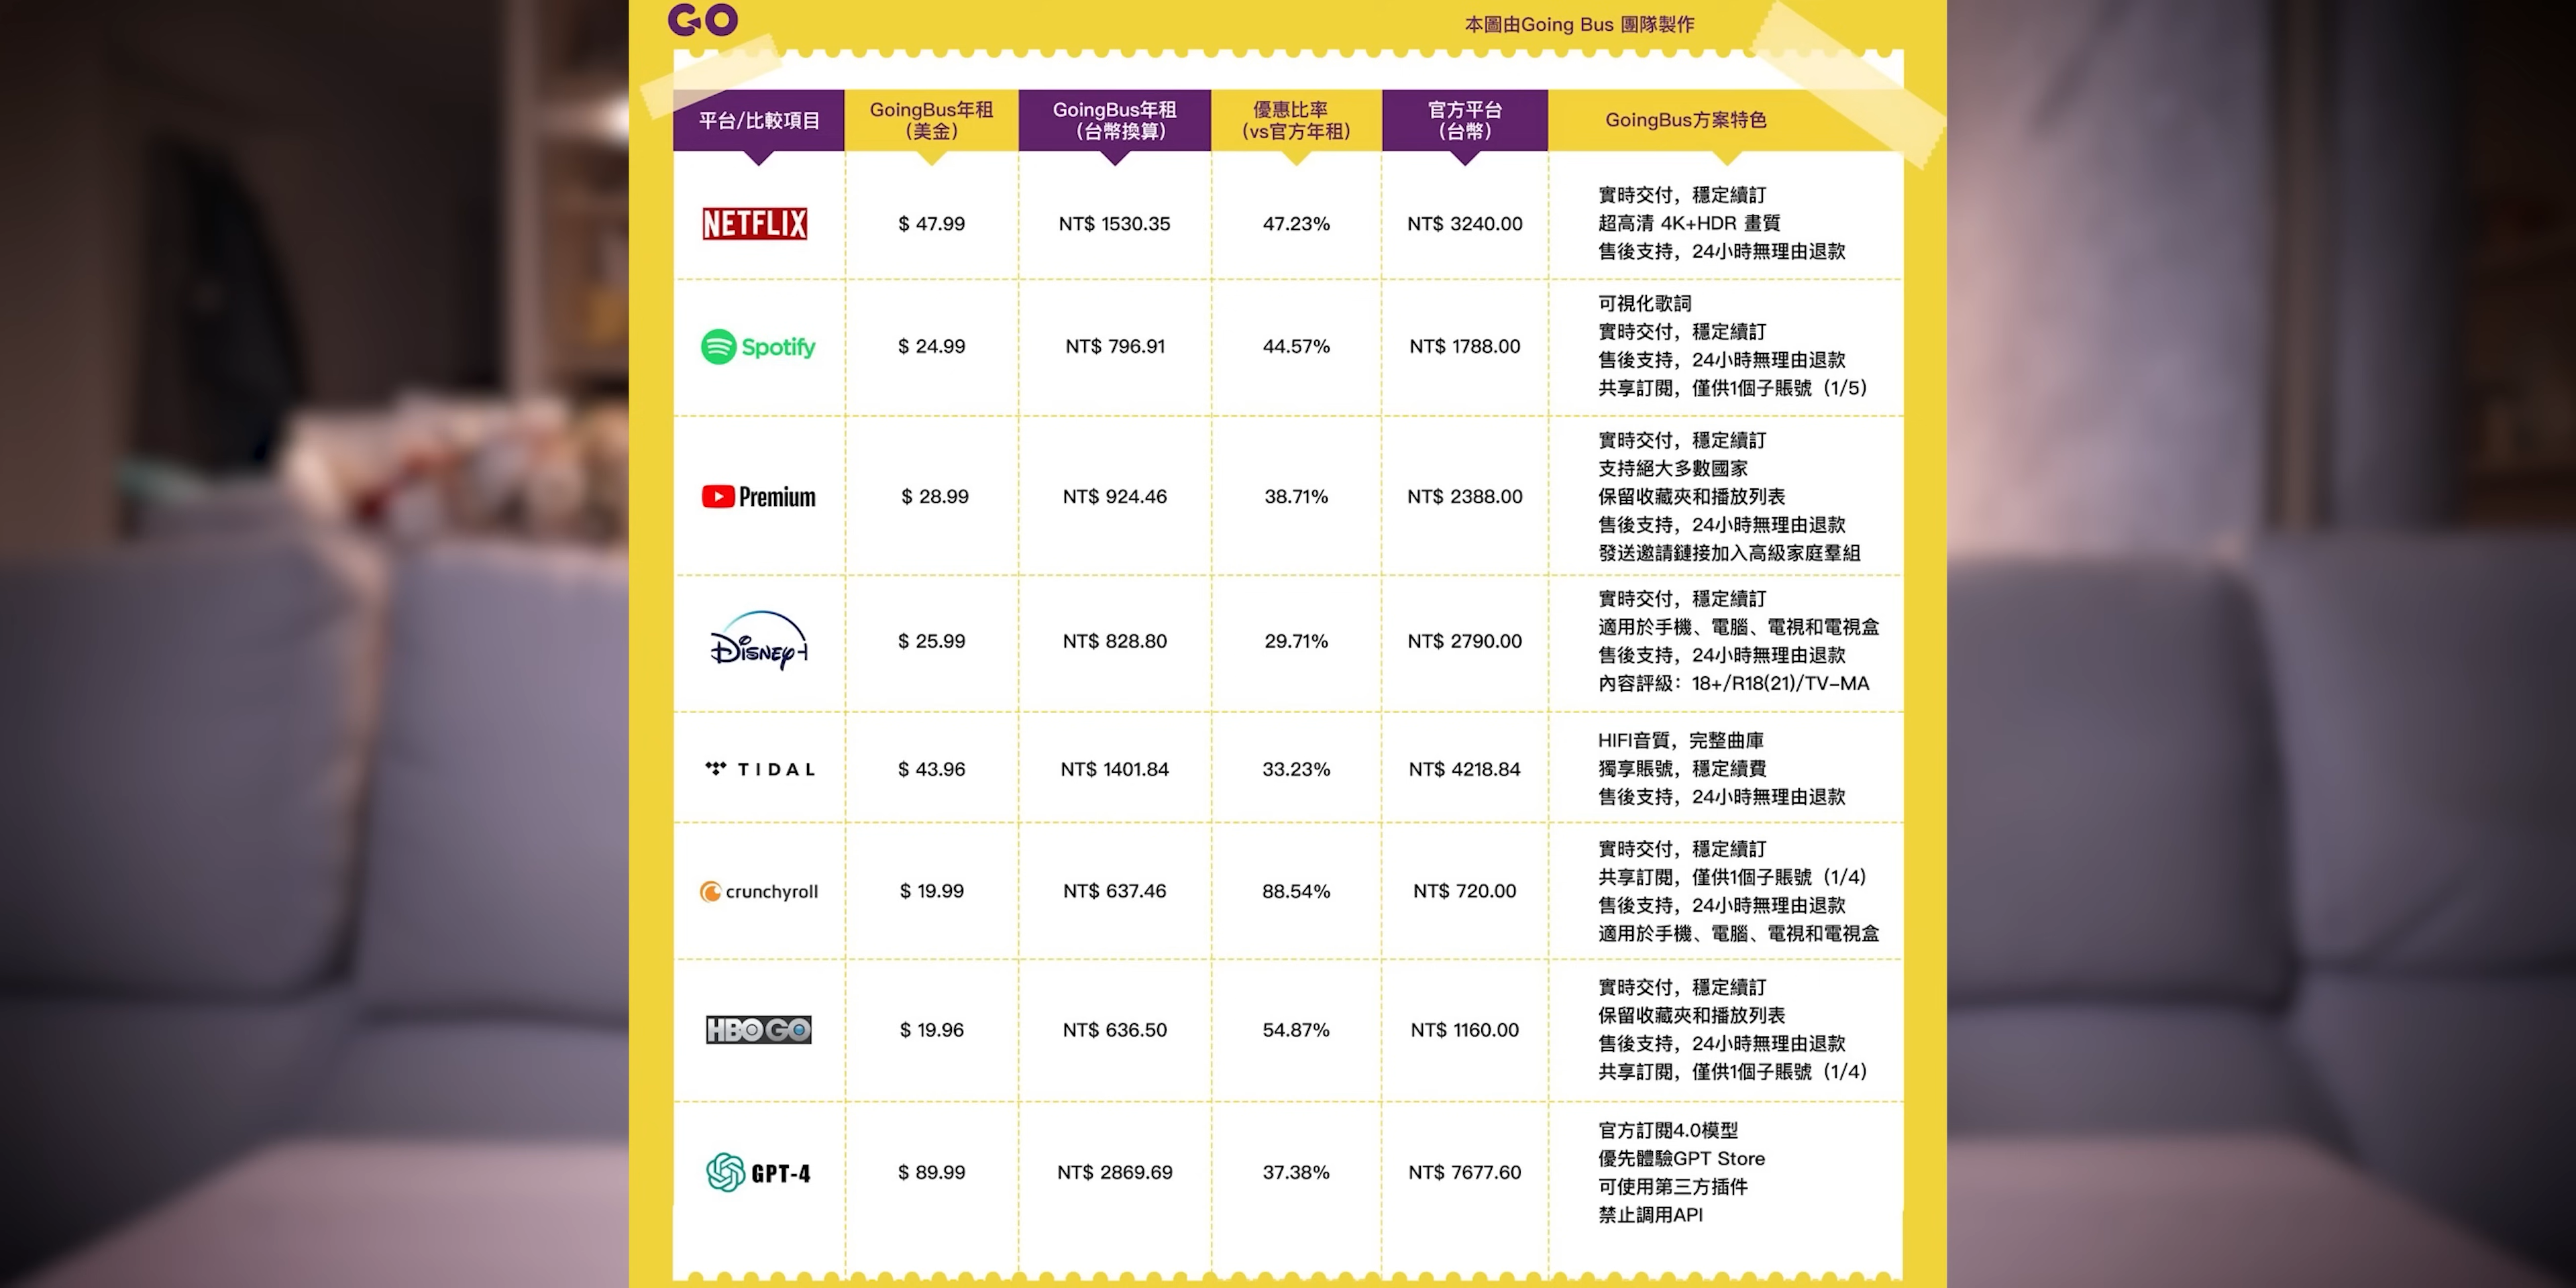 GO
本圖由Going Bus 團隊製作
平台/比較項目
GoingBus年租
（美金）
GoingBus年租
（台幣換算）
優惠比率
（vs官方年租）
官方平台
（台幣）
GoingBus方案特色
NETFLIX
$ 47.99
NT$ 1530.35
47.23%
NT$ 3240.00
實時交付，穩定續訂
超高清 4K+HDR 畫質
售後支持，24小時無理由退款
Spotify
$ 24.99
NT$ 796.91
44.57%
NT$ 1788.00
可視化歌詞
實時交付，穩定續訂
售後支持，24小時無理由退款
共享訂閱，僅供1個子賬號（1/5）
Premium
$ 28.99
NT$ 924.46
38.71%
NT$ 2388.00
實時交付，穩定續訂
支持絕大多數國家
保留收藏夾和播放列表
售後支持，24小時無理由退款
發送邀請鏈接加入高級家庭羣組
Disney+
$ 25.99
NT$ 828.80
29.71%
NT$ 2790.00
實時交付，穩定續訂
適用於手機、電腦、電視和電視盒
售後支持，24小時無理由退款
內容評級：18+/R18(21)/TV-MA
TIDAL
$ 43.96
NT$ 1401.84
33.23%
NT$ 4218.84
HIFI音質，完整曲庫
獨享賬號，穩定續費
售後支持，24小時無理由退款
crunchyroll
$ 19.99
NT$ 637.46
88.54%
NT$ 720.00
實時交付，穩定續訂
共享訂閱，僅供1個子賬號（1/4）
售後支持，24小時無理由退款
適用於手機、電腦、電視和電視盒
HBO GO
$ 19.96
NT$ 636.50
54.87%
NT$ 1160.00
實時交付，穩定續訂
保留收藏夾和播放列表
售後支持，24小時無理由退款
共享訂閱，僅供1個子賬號（1/4）
GPT-4
$ 89.99
NT$ 2869.69
37.38%
NT$ 7677.60
官方訂閱4.0模型
優先體驗GPT Store
可使用第三方插件
禁止調用API